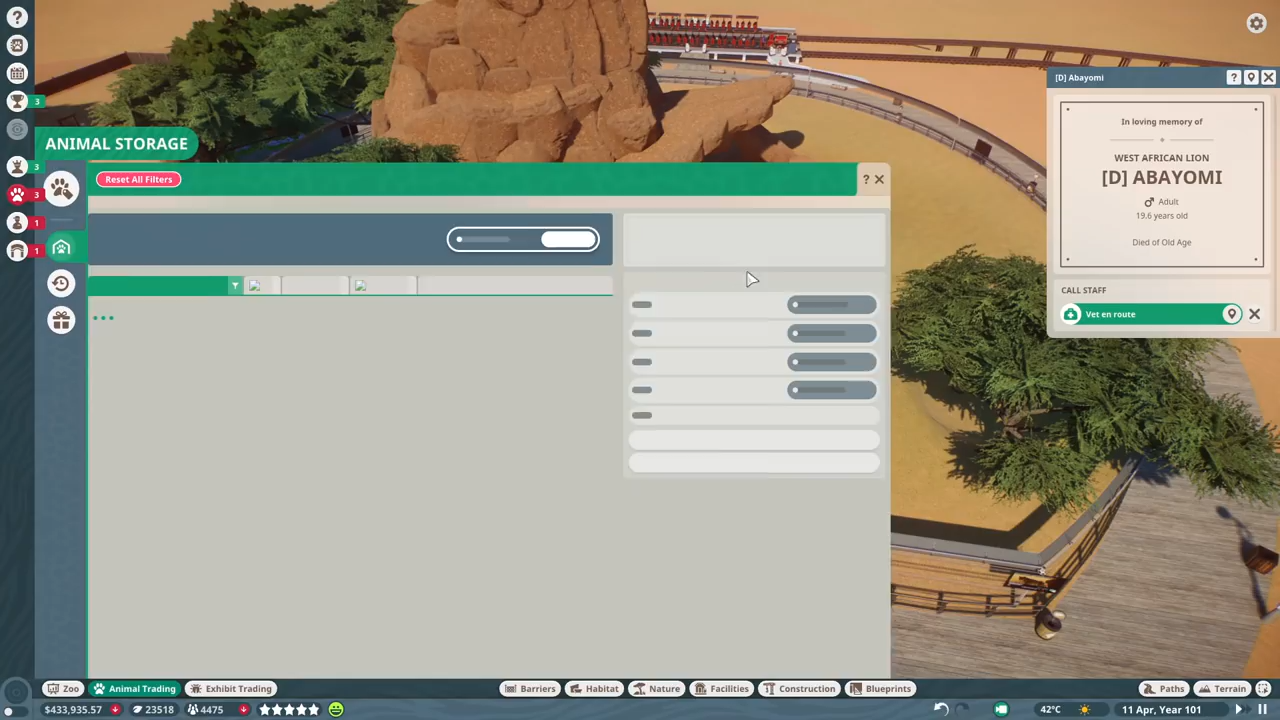 3
ANIMAL STORAGE
3
3
1
1
Reset All Filters
?
[D] Abayomi
?
In loving memory of
WEST AFRICAN LION
[D] ABAYOMI
Adult
19.6 years old
Died of Old Age
CALL STAFF
Vet en route
Zoo
Animal Trading
Exhibit Trading
Barriers
Habitat
Nature
Facilities
Construction
Blueprints
Paths
Terrain
$433,935.57
23518
4475
42°C
11 Apr, Year 101